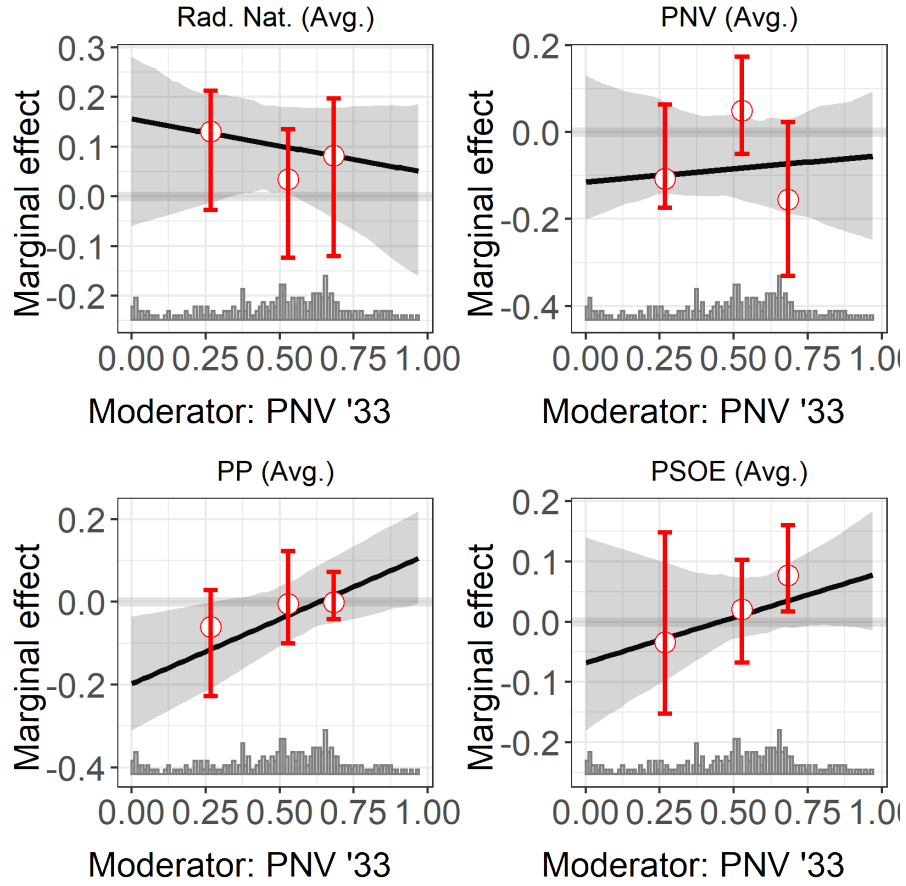 Rad. Nat. (Avg.)
Marginal effect
0.3
0.2
0.1
0.0
-0.1
-0.2
0.00 0.25 0.50 0.75 1.00
Moderator: PNV '33
PNV (Avg.)
Marginal effect
0.2
0.0
-0.2
-0.4
0.00 0.25 0.50 0.75 1.00
Moderator: PNV '33
PP (Avg.)
Marginal effect
0.2
0.0
-0.2
-0.4
0.00 0.25 0.50 0.75 1.00
Moderator: PNV '33
PSOE (Avg.)
Marginal effect
0.2
0.1
0.0
-0.1
-0.2
0.00 0.25 0.50 0.75 1.00
Moderator: PNV '33